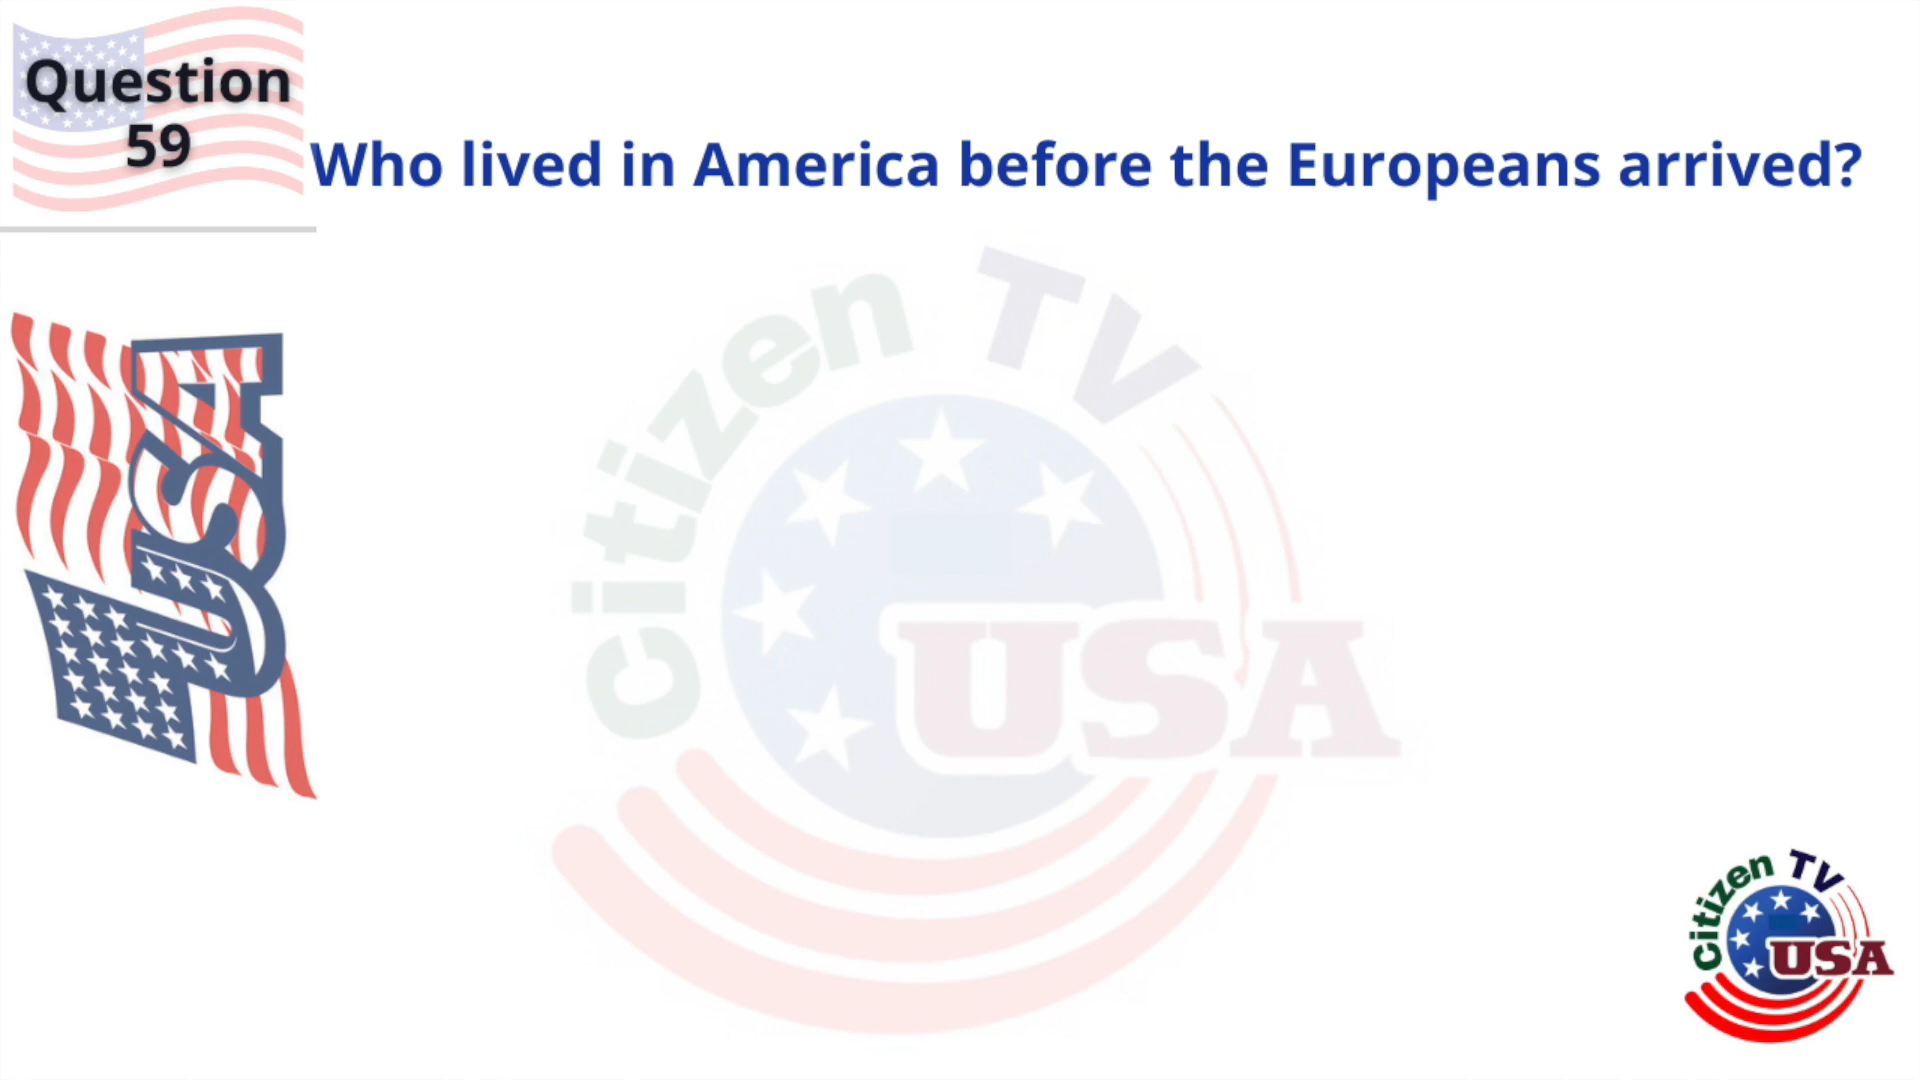 Question
59
Who lived in America before the Europeans arrived?
USA
citizen TV
USA
citizen TV
USA